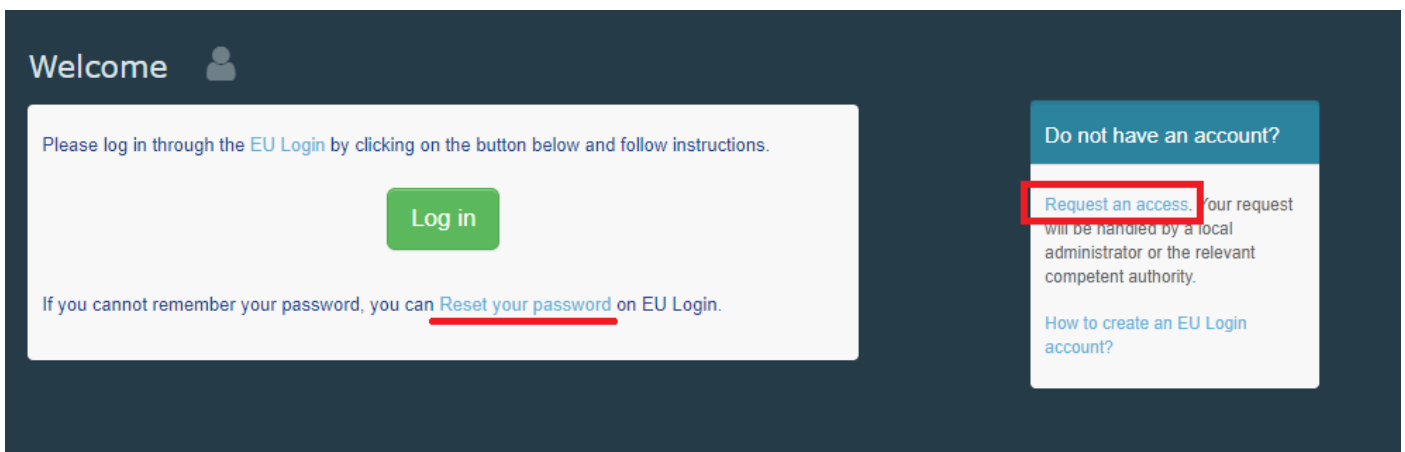 Welcome
Please log in through the EU Login by clicking on the button below and follow instructions.
Log in
If you cannot remember your password, you can Reset your password on EU Login.
Do not have an account?
Request an access. Your request
will be handled by a local
administrator or the relevant
competent authority.
How to create an EU Login
account?